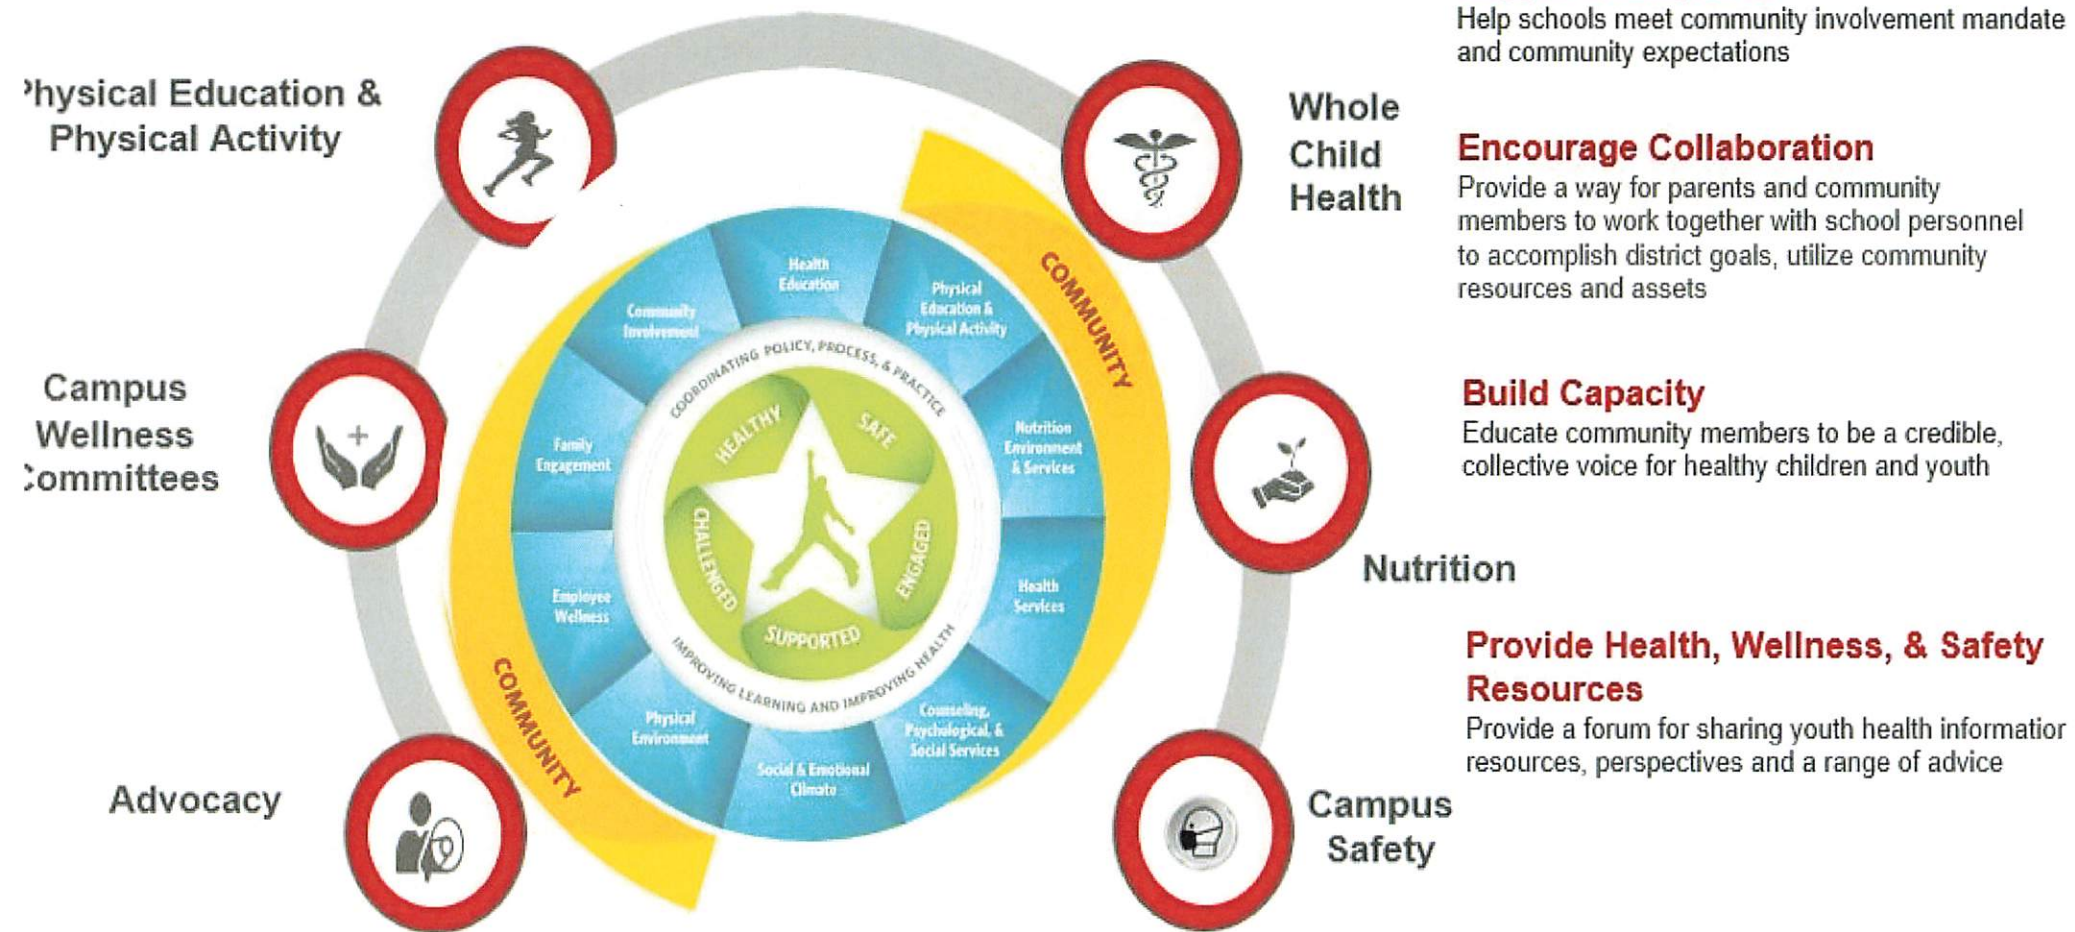 Physical Education &
Physical Activity
Campus
Wellness
Committees
Advocacy
Whole
Child
Health
Nutrition
Campus
Safety
COMMUNITY
COMMUNITY
Health
Education
Physical
Education &
Physical Activity
Nutrition
Environment
& Services
Health
Services
Counseling,
Psychological, &
Social Services
Social & Emotional
Climate
Physical
Environment
Employee
Wellness
Family
Engagement
Community
Involvement
COORDINATING POLICY, PROCESS, & PRACTICE
IMPROVING LEARNING AND IMPROVING HEALTH
HEALTHY
SAFE
ENGAGED
SUPPORTED
CHALLENGED
Help schools meet community involvement mandate
and community expectations
Encourage Collaboration
Provide a way for parents and community
members to work together with school personnel
to accomplish district goals, utilize community
resources and assets
Build Capacity
Educate community members to be a credible,
collective voice for healthy children and youth
Provide Health, Wellness, & Safety
Resources
Provide a forum for sharing youth health information
resources, perspectives and a range of advice